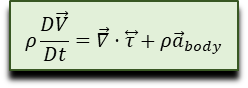 ρ DV⃗/Dt = ∇⃗ · τ⃡ + ρa⃗_body